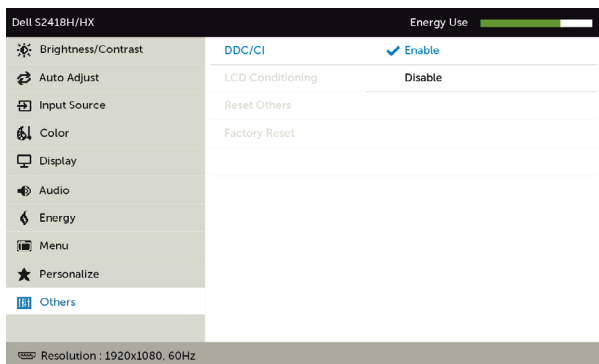 Dell S2418H/HX Energy Use
Brightness/Contrast DDC/CI Enable
Auto Adjust LCD Conditioning Disable
Input Source Reset Others
Color Factory Reset
Display
Audio
Energy
Menu
Personalize
Others
Resolution : 1920x1080, 60Hz